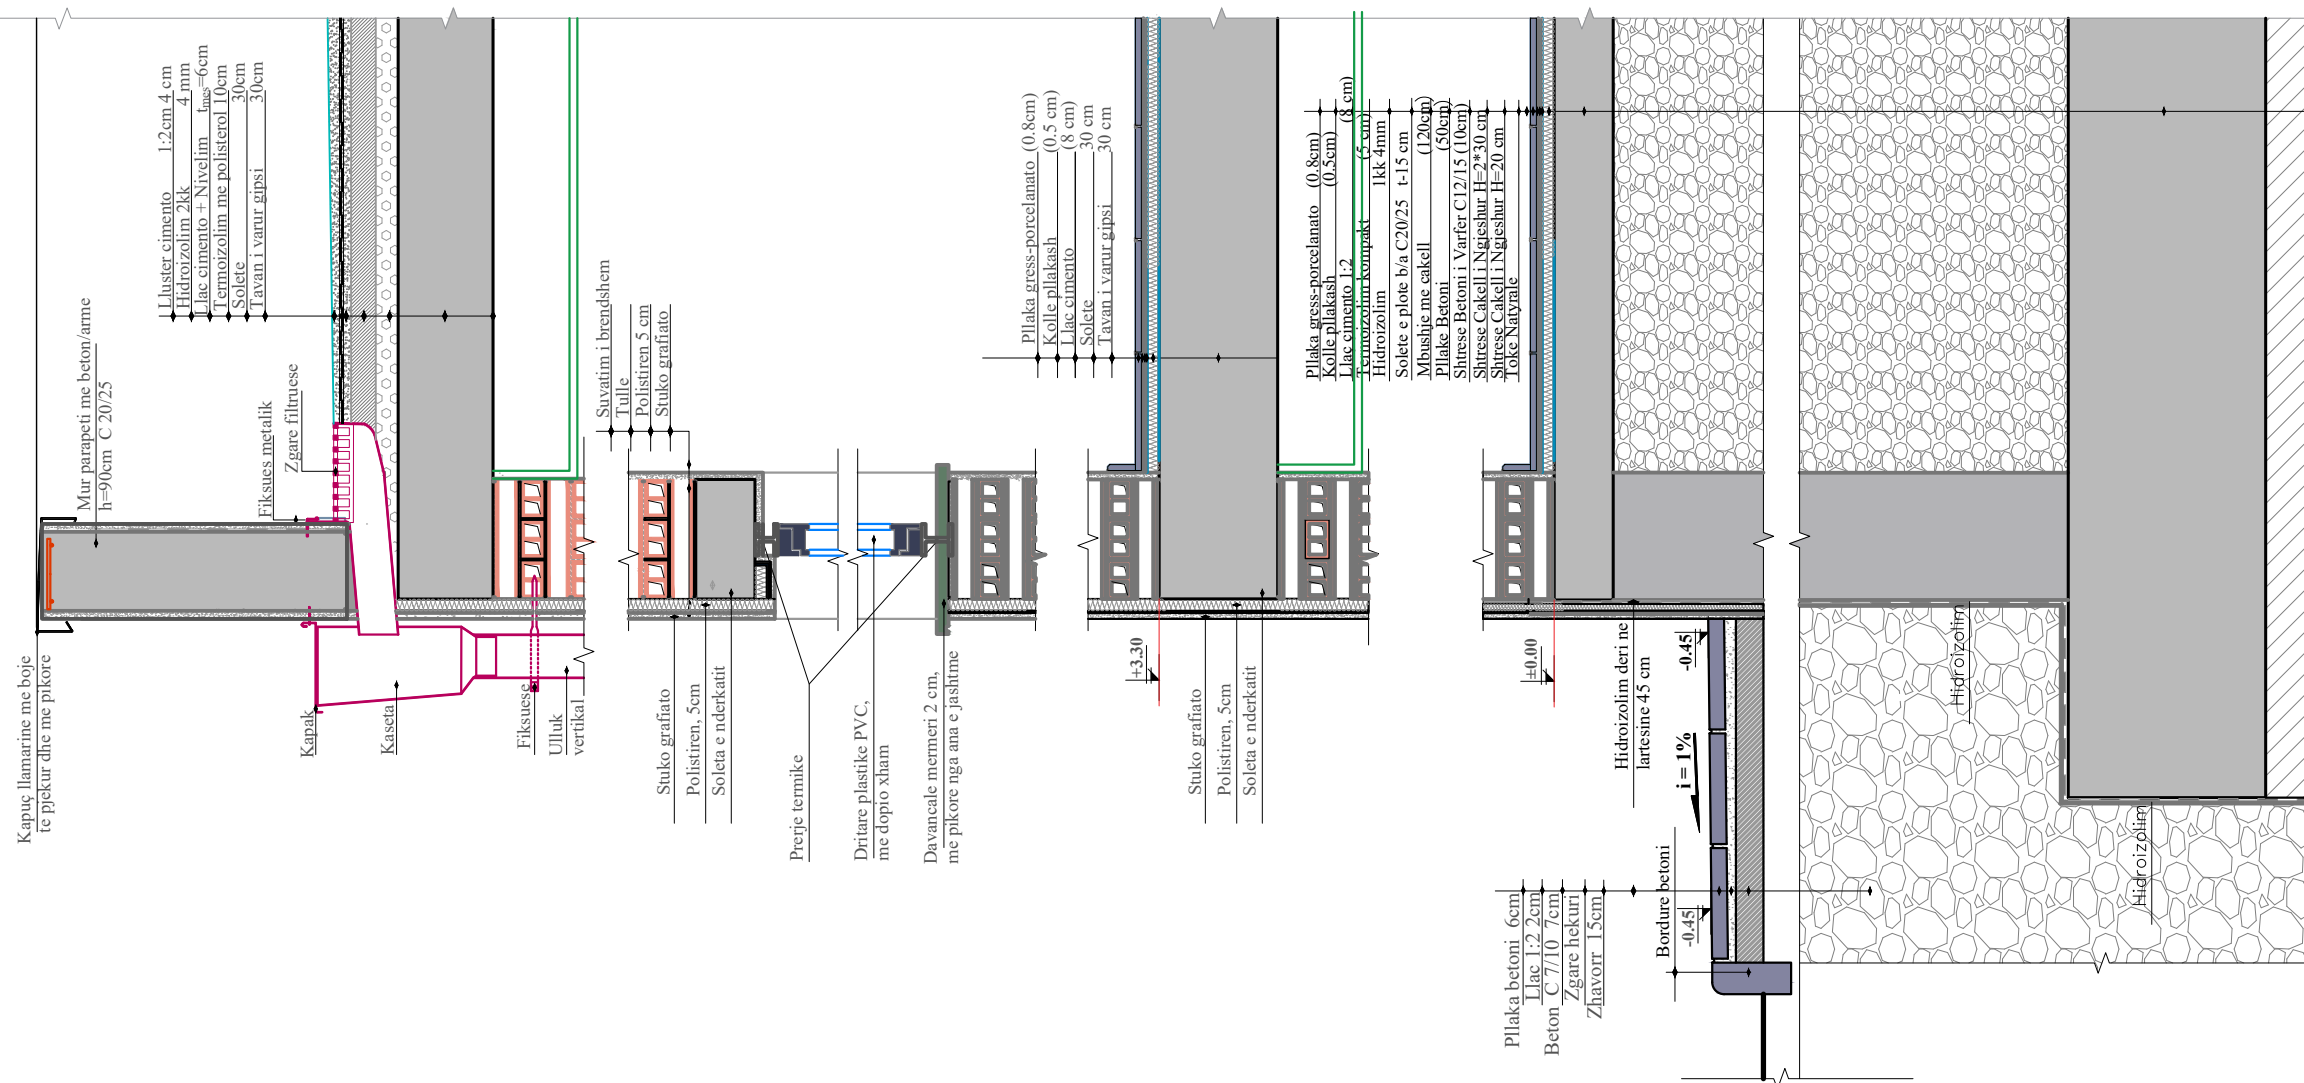 Kapuç llamarine me boje
te pjekur dhe me pikore
Mur parapeti me beton/arme
h=90cm C 20/25
Lluster cimento 1:2cm 4 cm
Hidroizolim 2kk 4 mm
Llac cimento + Nivelim tmes=6cm
Termoizolim me polisterol 10cm
Solete 30cm
Tavan i varur gipsi 30cm
Fiksues metalik
Zgare filtruese
Kapak
Kaseta
Fiksuese
Ulluk
vertikal
Suvatim i brendshem
Tulle
Polistiren 5 cm
Stuko grafiato
Stuko grafiato
Polistiren, 5cm
Soleta e nderkatit
Prerje termike
Dritare plastike PVC,
me dopio xham
Davancale mermeri 2 cm,
me pikore nga ana e jashtme
Pllaka gress-porcelanato (0.8cm)
Kolle pllakash (0.5 cm)
Llac cimento (8 cm)
Solete 30 cm
Tavan i varur gipsi 30 cm
+3.30
Stuko grafiato
Polistiren, 5cm
Soleta e nderkatit
Pllaka gress-porcelanato (0.8cm)
Kolle pllakash (0.5cm)
Llac cimento 1:2 (8 cm)
Termoizolim kompakt (5 cm)
Hidroizolim 1kk 4mm
Solete e plote b/a C20/25 t-15 cm
Mbushje me cakell (120cm)
Pllake Betoni (50cm)
Shtrese Betoni i Varfer C12/15 (10cm)
Shtrese Cakell i Ngjeshur H=2*30 cm
Shtrese Cakell i Ngjeshur H=20 cm
Toke Natyrale
±0.00
Hidroizolim deri ne
lartesine 45 cm
-0.45
i = 1%
-0.45
Bordure betoni
Pllaka betoni 6cm
Llac 1:2 2cm
Beton C 7/10 7cm
Zgare hekuri
Zhavorr 15cm
Hidroizolim
Hidroizolim